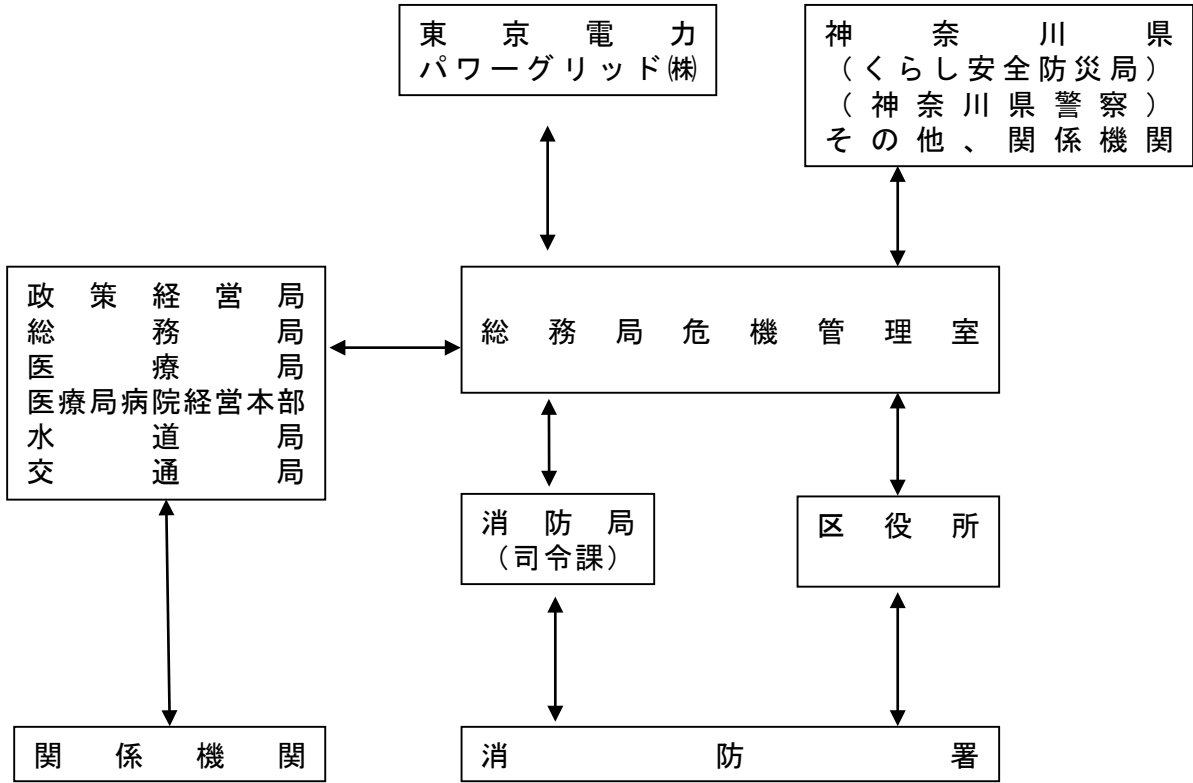 東京電力
パワーグリッド㈱
神奈川県
（くらし安全防災局）
（神奈川県警察）
その他、関係機関
政策経営局
総務局
医療局
医療局病院経営本部
水道局
交通局
総務局危機管理室
消防局
（司令課）
区役所
関係機関
消防署